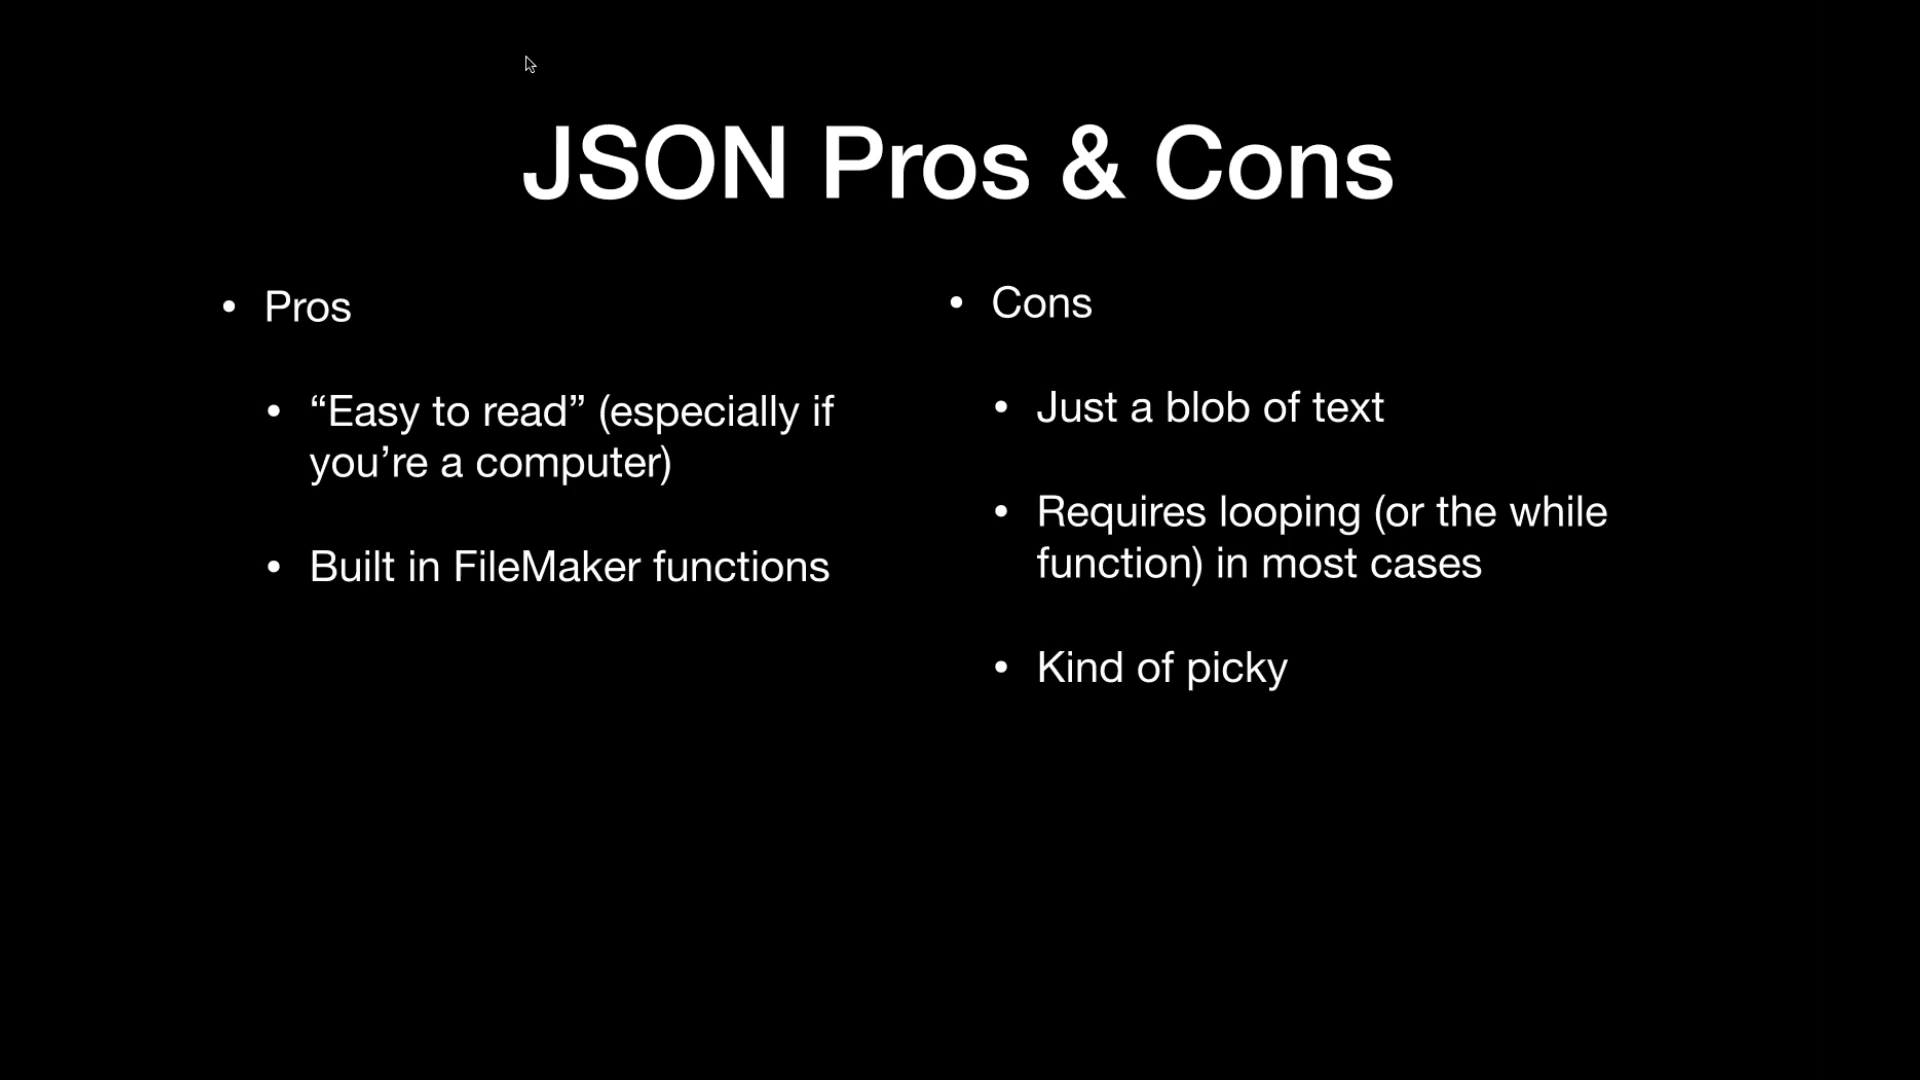 JSON Pros & Cons
• Pros
• “Easy to read” (especially if
you’re a computer)
• Built in FileMaker functions
• Cons
• Just a blob of text
• Requires looping (or the while
function) in most cases
• Kind of picky